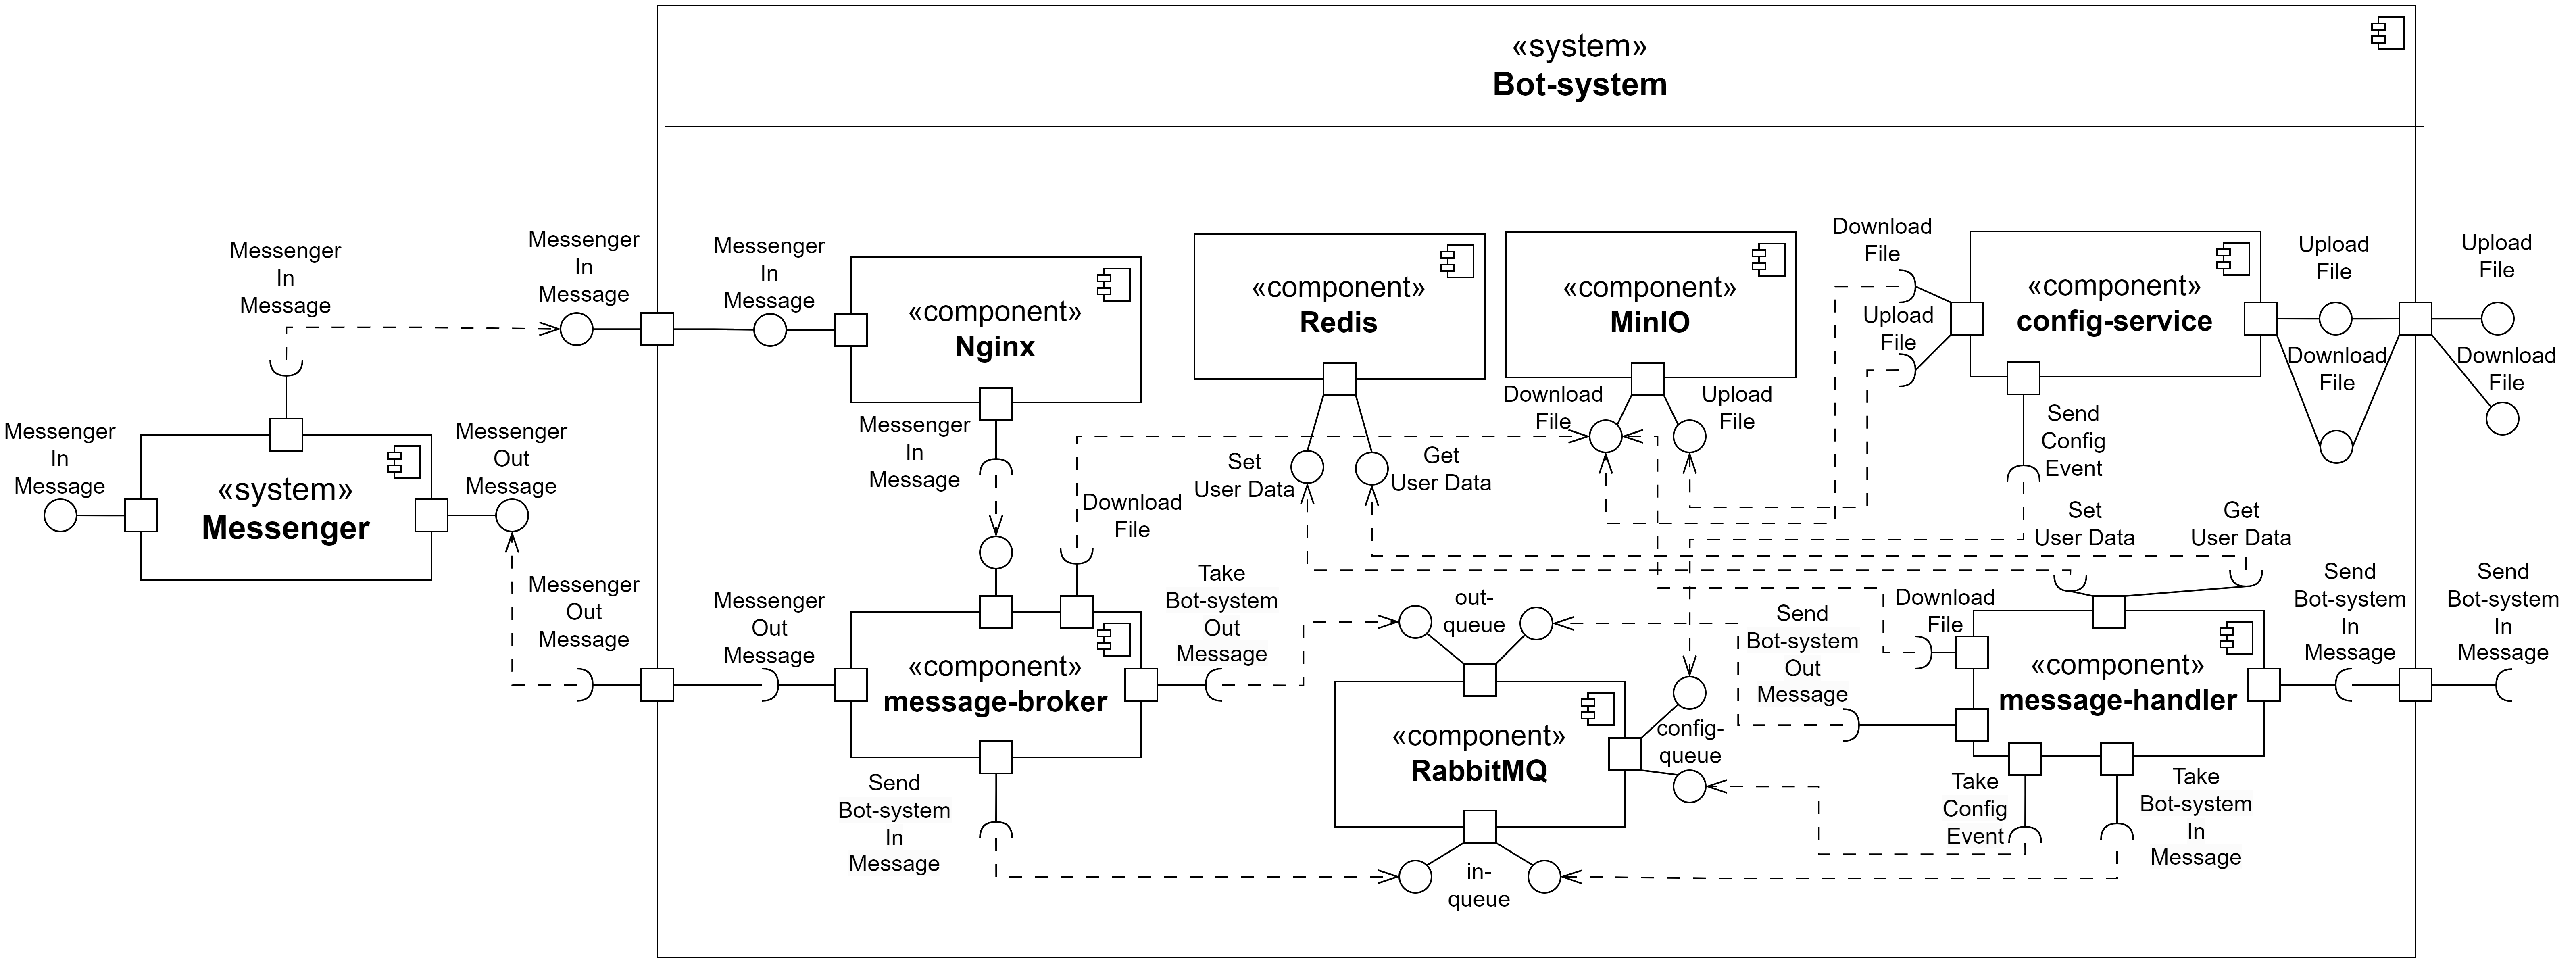 «system»
Bot-system
Messenger
In
Message
Messenger
In
Message
Messenger
In
Message
«component»
Nginx
Messenger
In
Message
«component»
Redis
Set
User Data
Get
User Data
«component»
MinIO
Download
File
Upload
File
Download
File
Upload
File
«component»
config-service
Send
Config
Event
Upload
File
Download
File
Upload
File
Download
File
Messenger
In
Message
«system»
Messenger
Messenger
Out
Message
Messenger
Out
Message
Messenger
Out
Message
Download
File
«component»
message-broker
Take
Bot-system
Out
Message
Send
Bot-system
In
Message
out-
queue
«component»
RabbitMQ
config-
queue
in-
queue
Set
User Data
Get
User Data
Download
File
Send
Bot-system
Out
Message
«component»
message-handler
Take
Config
Event
Take
Bot-system
In
Message
Send
Bot-system
In
Message
Send
Bot-system
In
Message